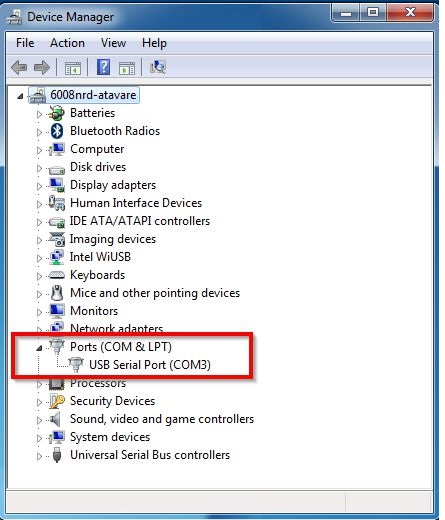 Device Manager
File Action View Help
6008nrd-atavare
Batteries
Bluetooth Radios
Computer
Disk drives
Display adapters
Human Interface Devices
IDE ATA/ATAPI controllers
Imaging devices
Intel WiUSB
Keyboards
Mice and other pointing devices
Monitors
Network adapters
Ports (COM & LPT)
USB Serial Port (COM3)
Processors
Security Devices
Sound, video and game controllers
System devices
Universal Serial Bus controllers